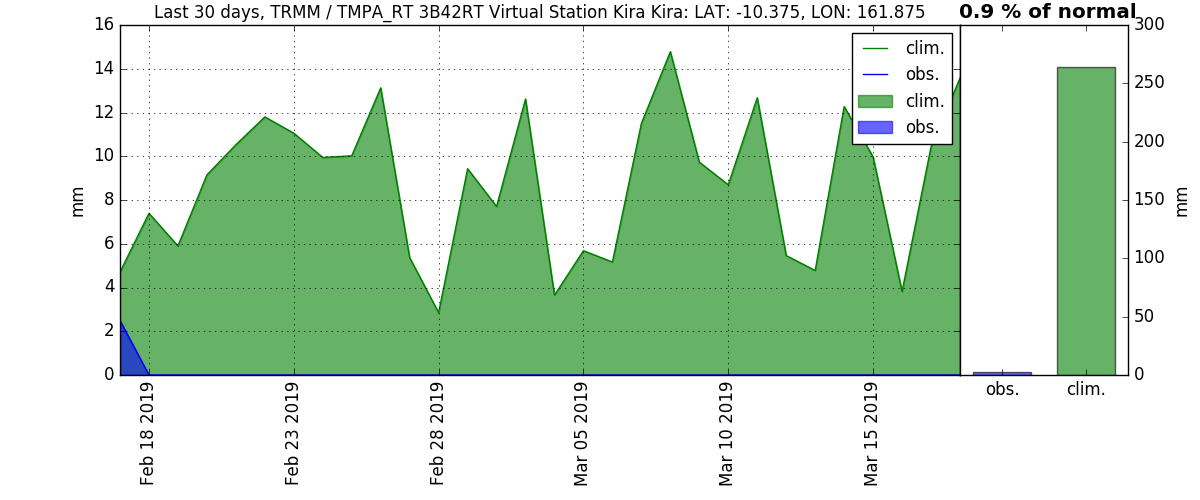 Last 30 days, TRMM / TMPA_RT 3B42RT Virtual Station Kira Kira: LAT: -10.375, LON: 161.875
0.9 % of normal
16
14
12
10
8
6
4
2
0
mm
clim.
obs.
clim.
obs.
Feb 18 2019
Feb 23 2019
Feb 28 2019
Mar 05 2019
Mar 10 2019
Mar 15 2019
300
250
200
150
100
50
0
mm
obs.
clim.